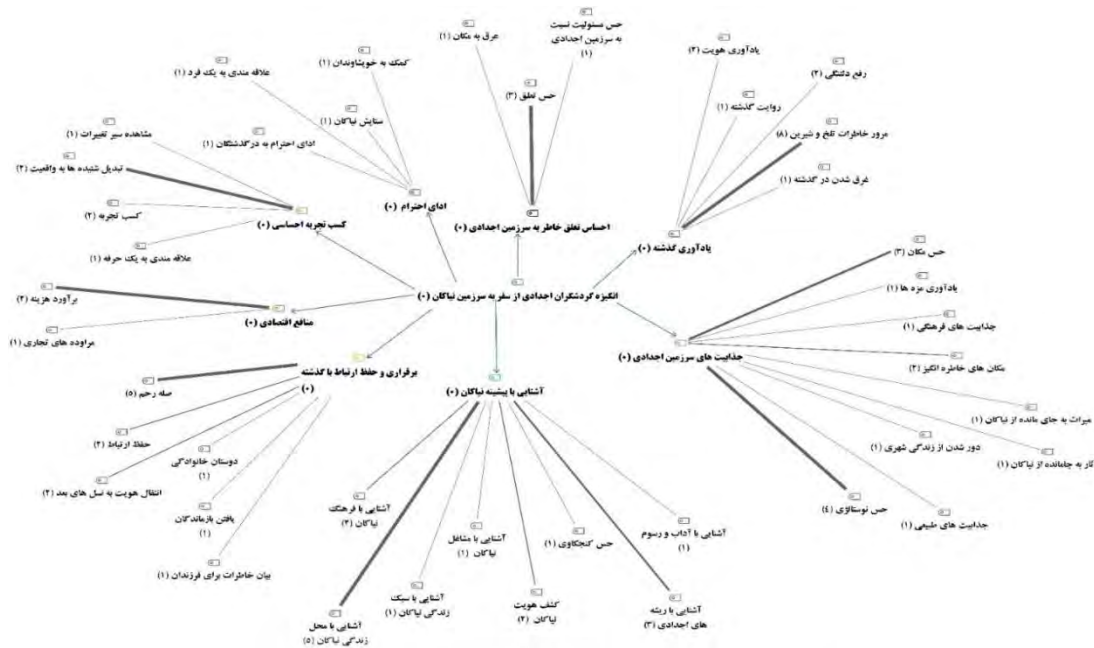 حس مسئولیت نسبت
به سرزمین اجدادی
(۱)
عرق به مکان (۱)
حس تعلق (۳)
احساس تعلق خاطر به سرزمین اجدادی (۰)
یادآوری هویت (۲)
رفع دلتنگی (۲)
روایت گذشته (۱)
مرور خاطرات تلخ و شیرین (۸)
غرق شدن در گذشته (۱)
یادآوری گذشته (۰)
کمک به خویشاوندان (۱)
علاقه مندی به یک فرد (۱)
ستایش نیاکان (۱)
ادای احترام به درگذشتگان (۱)
ادای احترام (۰)
مشاهده سیر تغییرات (۱)
تبدیل شنیده ها به واقعیت (۳)
کسب تجربه (۲)
علاقه مندی به یک حرفه (۱)
کسب تجربه احساسی (۰)
انگیزه گردشگران اجدادی از سفر به سرزمین نیاکان (۰)
حس مکان (۳)
یادآوری مزه ها (۱)
جذابیت های فرهنگی (۱)
مکان های خاطره انگیز (۲)
میراث به جای مانده از نیاکان (۱)
دور شدن از زندگی شهری (۱)
به جامانده از نیاکان (۱)
حس نوستالژی (۴)
جذابیت های طبیعی (۱)
جذابیت های سرزمین اجدادی (۰)
برآورد هزینه (۲)
مراوده های تجاری (۱)
منافع اقتصادی (۰)
برقراری و حفظ ارتباط با گذشته
(۰)
صله رحم (۵)
حفظ ارتباط (۲)
دوستان خانوادگی
(۱)
انتقال هویت به نسل های بعد (۲)
یافتن بازماندگان
(۱)
بیان خاطرات برای فرزندان (۱)
آشنایی با پیشینه نیاکان (۰)
آشنایی با فرهنگ
نیاکان (۲)
آشنایی با مشاغل
نیاکان (۱)
حس کنجکاوی (۱)
آشنایی با آداب و رسوم
(۱)
آشنایی با محل
زندگی نیاکان (۵)
آشنایی با سبک
زندگی نیاکان (۱)
کشف هویت
نیاکان (۲)
آشنایی با ریشه
های اجدادی (۳)